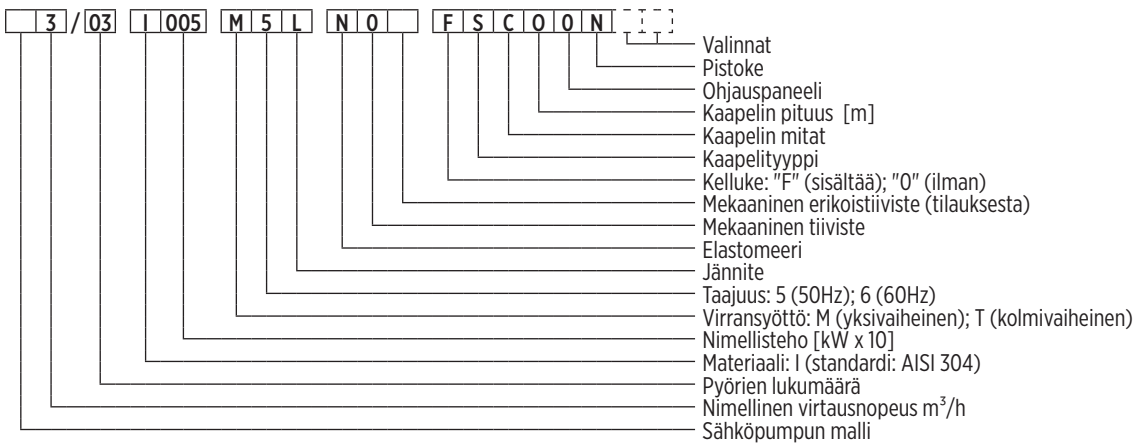 3/03 I 005 M 5 L N 0 F S C 0 0 N
Valinnat
Pistoke
Ohjauspaneeli
Kaapelin pituus [m]
Kaapelin mitat
Kaapelityyppi
Kelluke: "F" (sisältää); "0" (ilman)
Mekaaninen erikoistiiviste (tilauksesta)
Mekaaninen tiiviste
Elastomeeri
Jännite
Taajuus: 5 (50Hz); 6 (60Hz)
Virransyöttö: M (yksivaiheinen); T (kolmivaiheinen)
Nimellisteho [kW x 10]
Materiaali: I (standardi: AISI 304)
Pyörien lukumäärä
Nimellinen virtausnopeus m³/h
Sähköpumpun malli